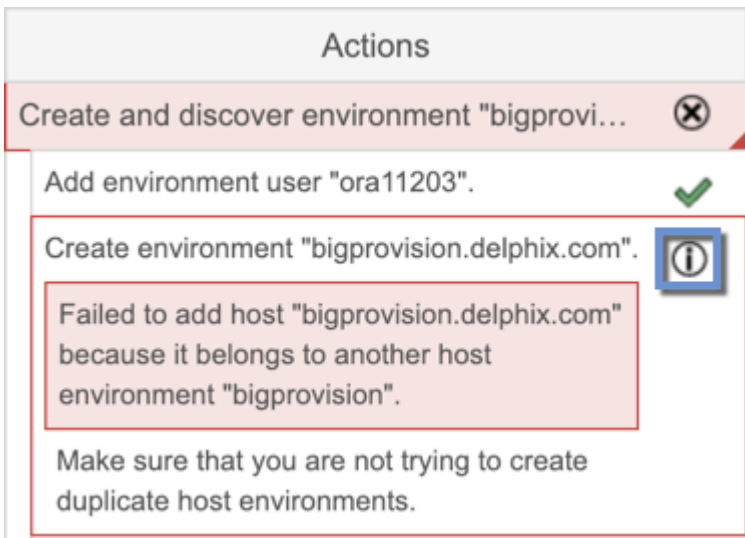 Actions
Create and discover environment "bigprovi...
Add environment user "ora11203".
Create environment "bigprovision.delphix.com".
Failed to add host "bigprovision.delphix.com"
because it belongs to another host
environment "bigprovision".
Make sure that you are not trying to create
duplicate host environments.